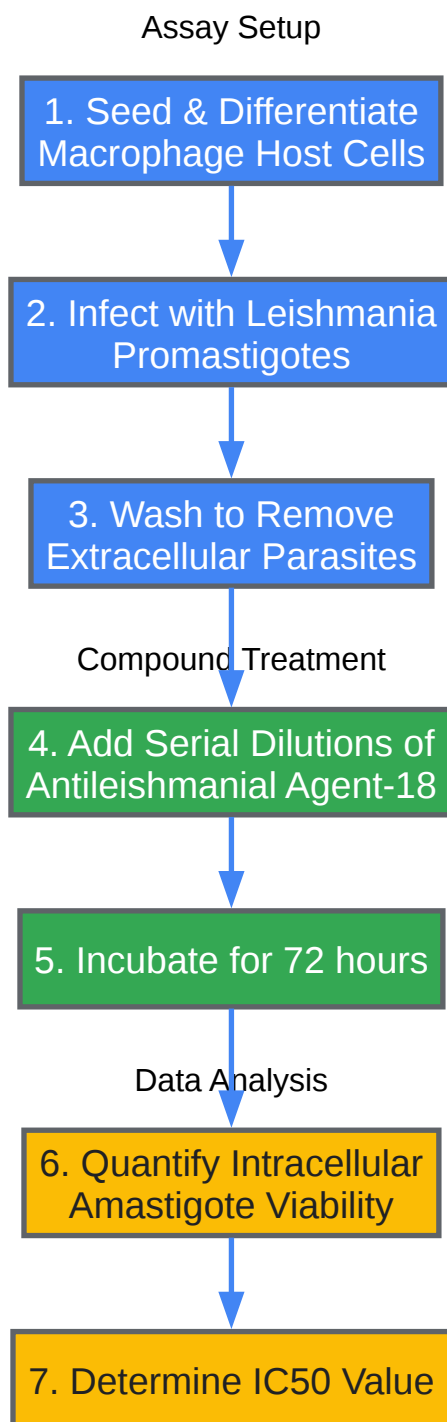 Assay Setup
1. Seed & Differentiate
Macrophage Host Cells
2. Infect with Leishmania
Promastigotes
3. Wash to Remove
Extracellular Parasites
Compound Treatment
4. Add Serial Dilutions of
Antileishmanial Agent-18
5. Incubate for 72 hours
Data Analysis
6. Quantify Intracellular
Amastigote Viability
7. Determine IC50 Value